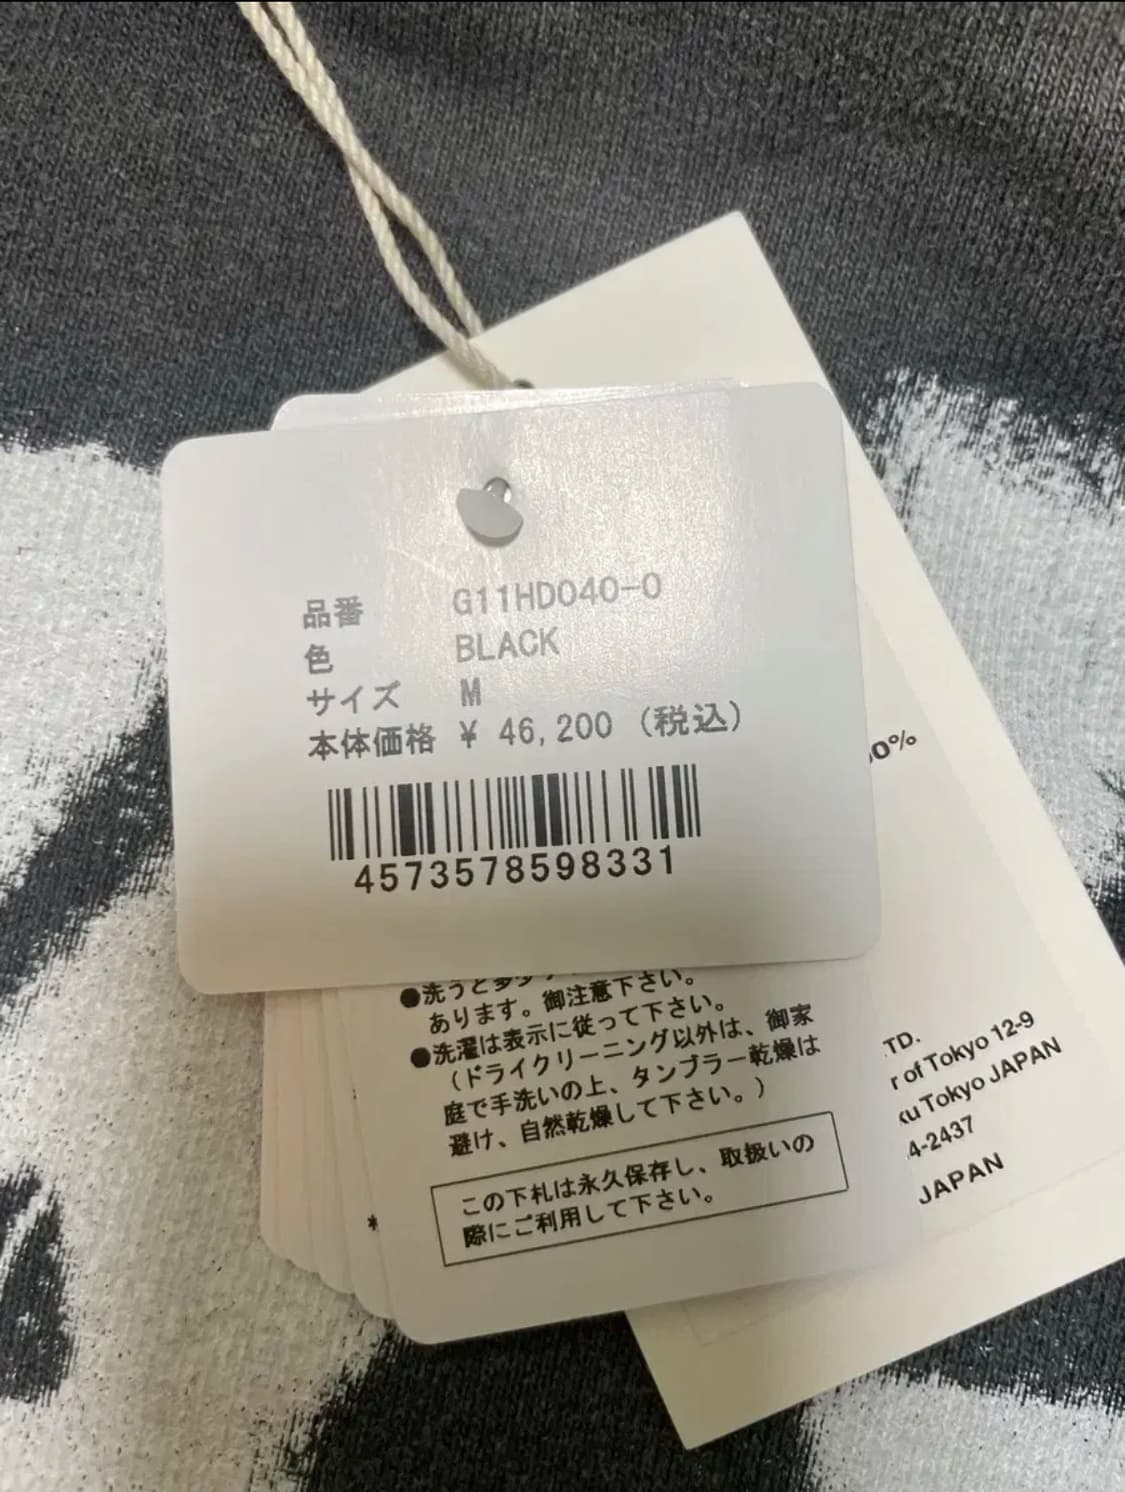 品番 G11HD040-0
色 BLACK
サイズ M
本体価格 ¥ 46,200 (税込)
4573578598331
●洗うと多少
あります。御注意下さい。
●洗濯は表示に従って下さい。
(ドライクリーニング以外は、御家
庭で手洗いの上、タンブラー乾燥は
避け、自然乾燥して下さい。)
この下札は永久保存し、取扱いの
際にご利用して下さい。
*
0%
TD.
r of Tokyo 12-9
ku Tokyo JAPAN
4-2437
JAPAN